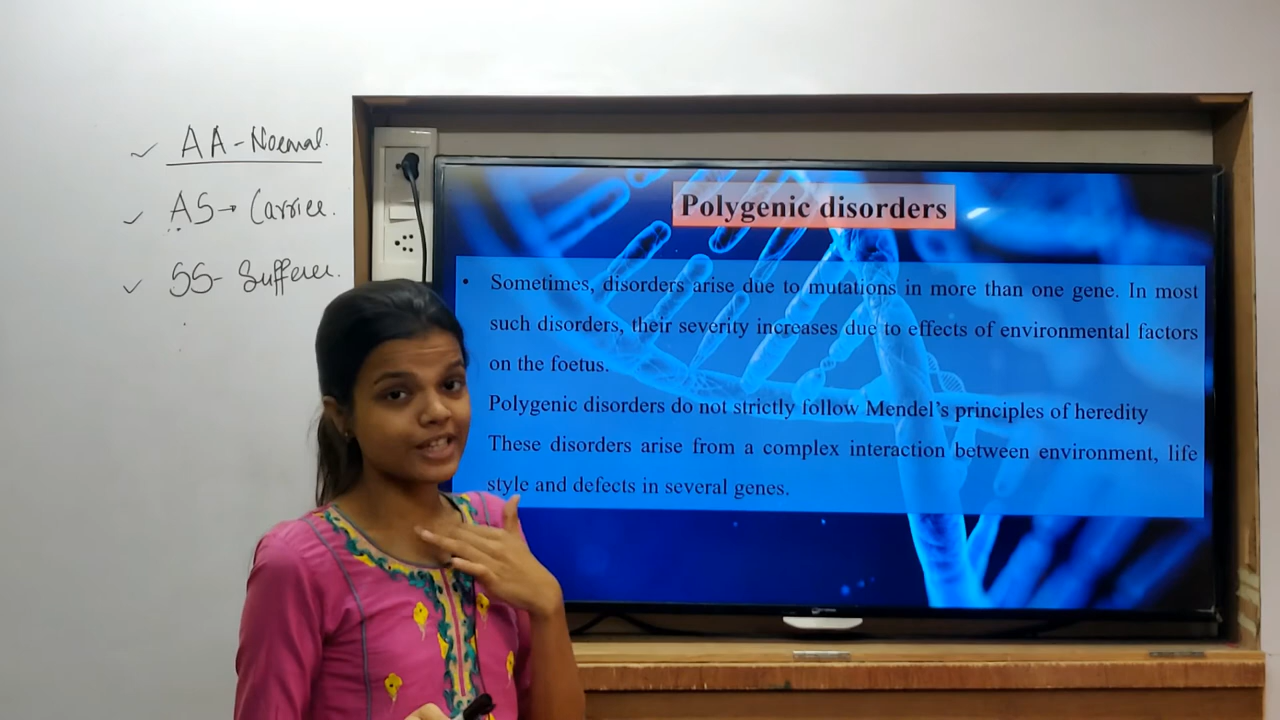 AA - Normal.
AS → Carrier.
SS - Sufferer.
Polygenic disorders
• Sometimes, disorders arise due to mutations in more than one gene. In most
such disorders, their severity increases due to effects of environmental factors
on the foetus.
Polygenic disorders do not strictly follow Mendel's principles of heredity
These disorders arise from a complex interaction between environment, life
style and defects in several genes.